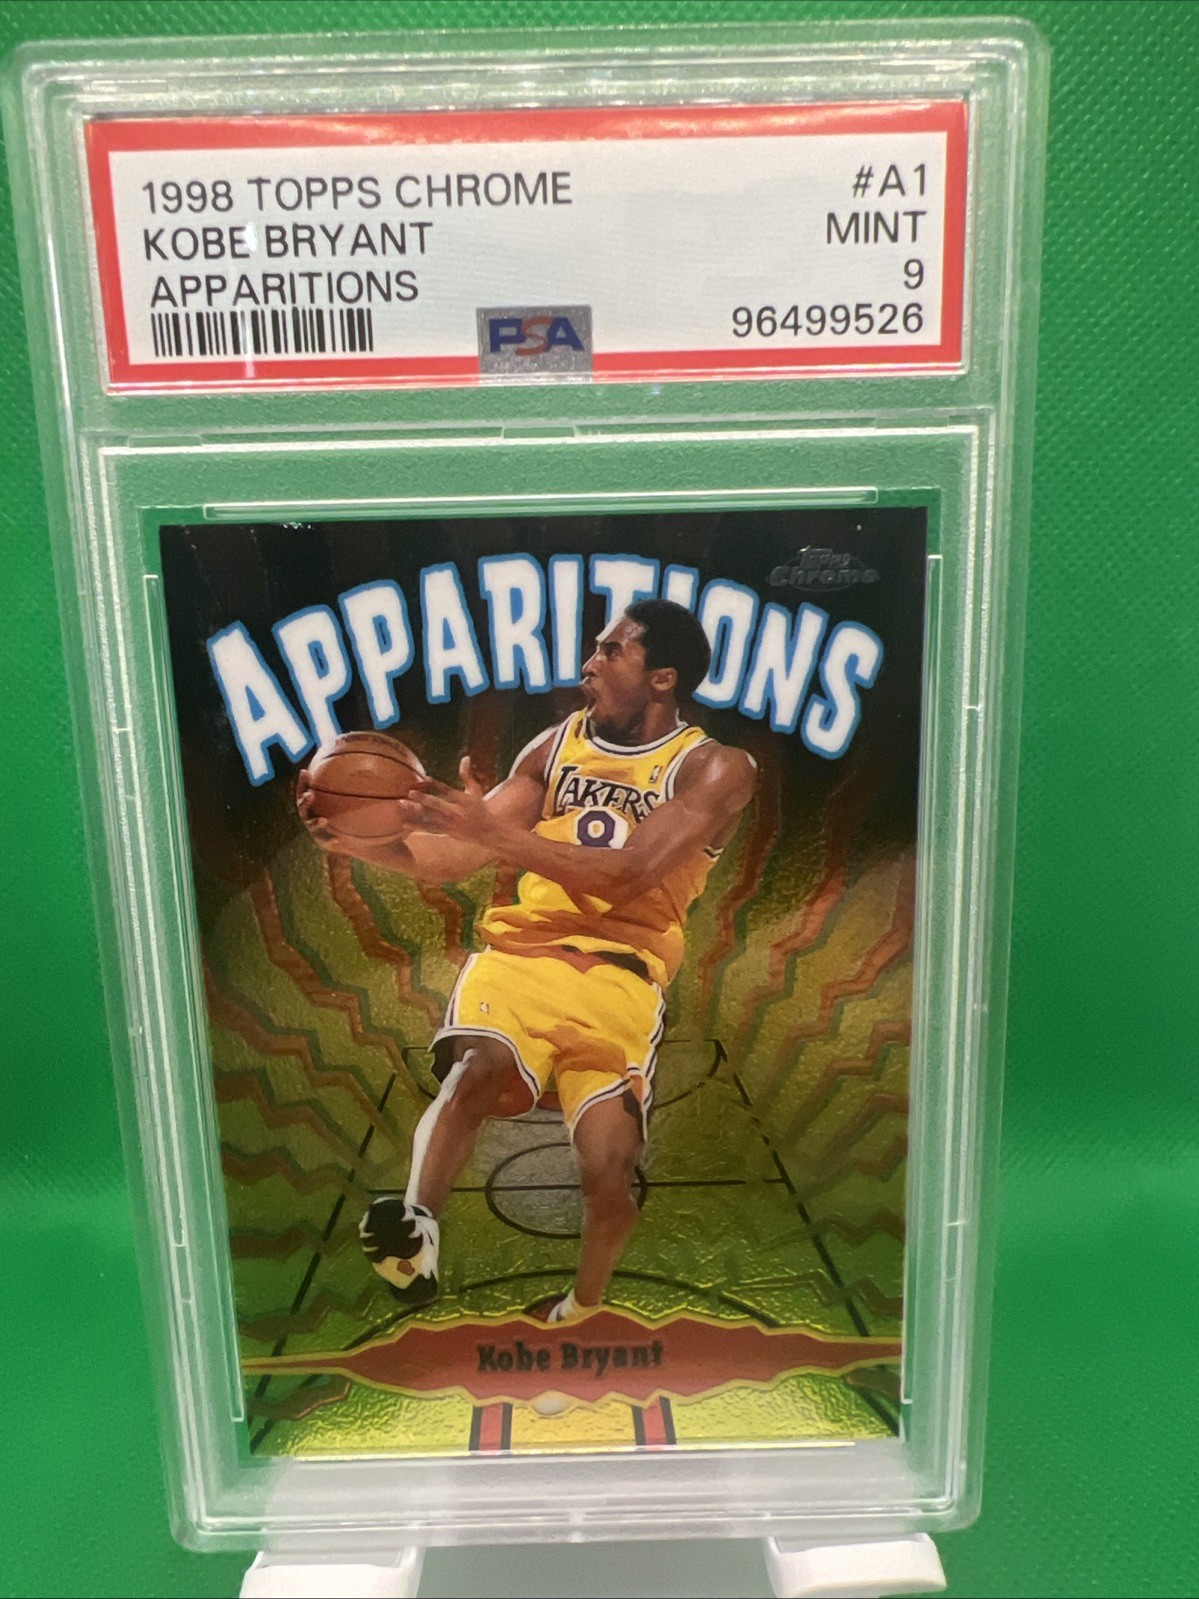 1998 TOPPS CHROME #A1
KOBE BRYANT MINT
APPARITIONS 9
PSA 96499526
Topps
Chrome
APPARITIONS
LAKERS
8
Kobe Bryant